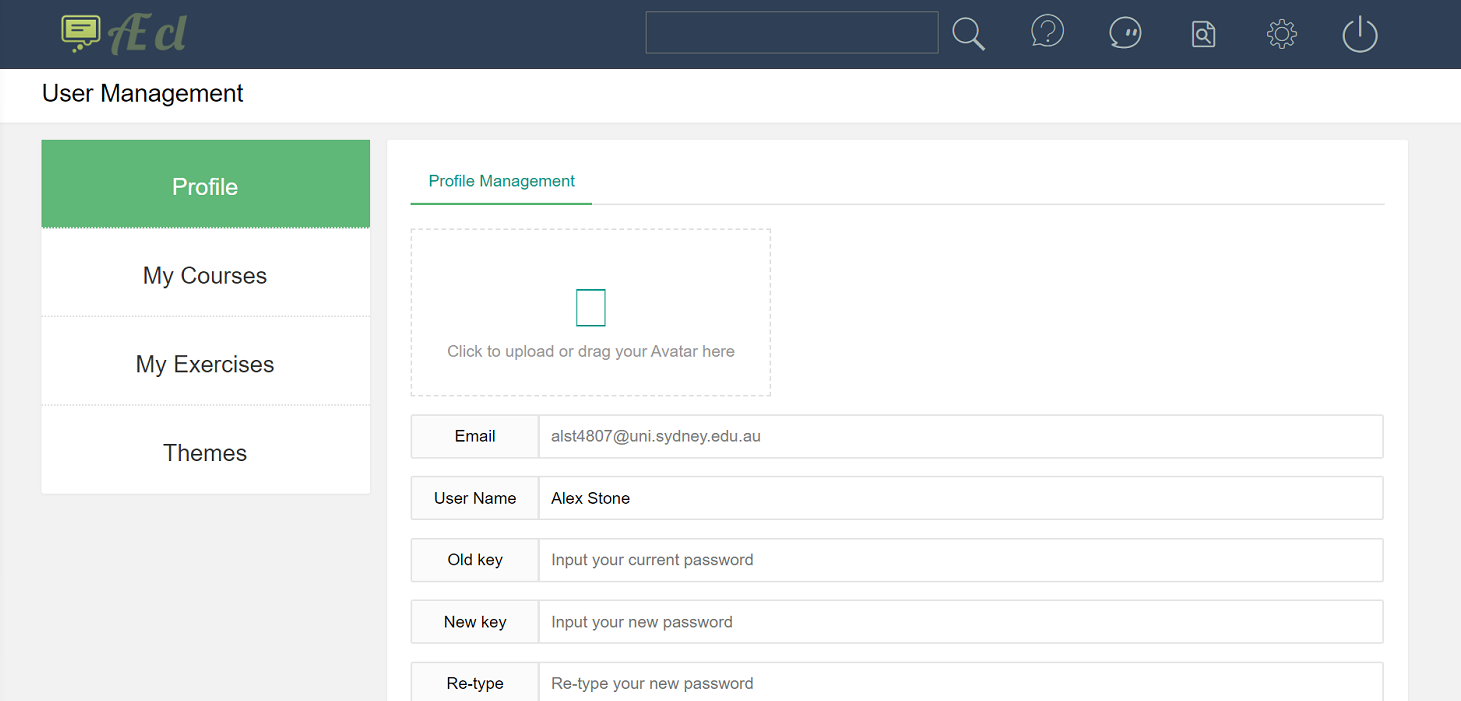 Æcl
User Management
Profile
My Courses
My Exercises
Themes
Profile Management
Click to upload or drag your Avatar here
Email alst4807@uni.sydney.edu.au
User Name Alex Stone
Old key Input your current password
New key Input your new password
Re-type Re-type your new password